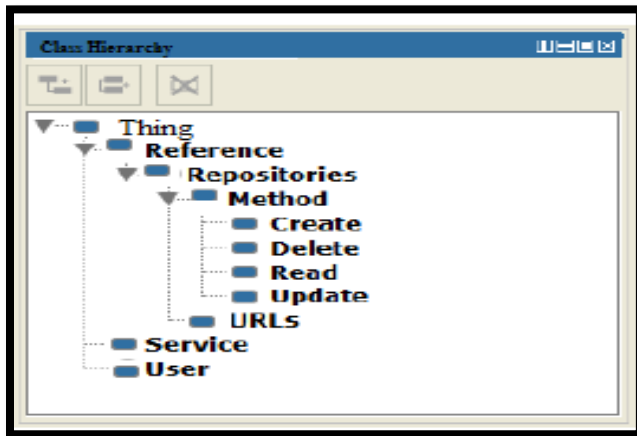 Class Hierarchy
Thing
Reference
Repositories
Method
Create
Delete
Read
Update
URLs
Service
User